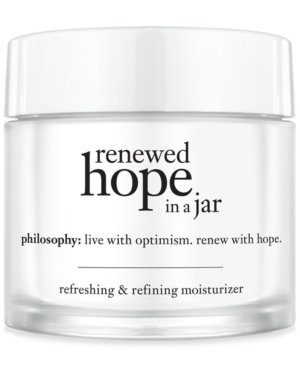 renewed
hope
in a jar
philosophy: live with optimism. renew with hope.
refreshing & refining moisturizer